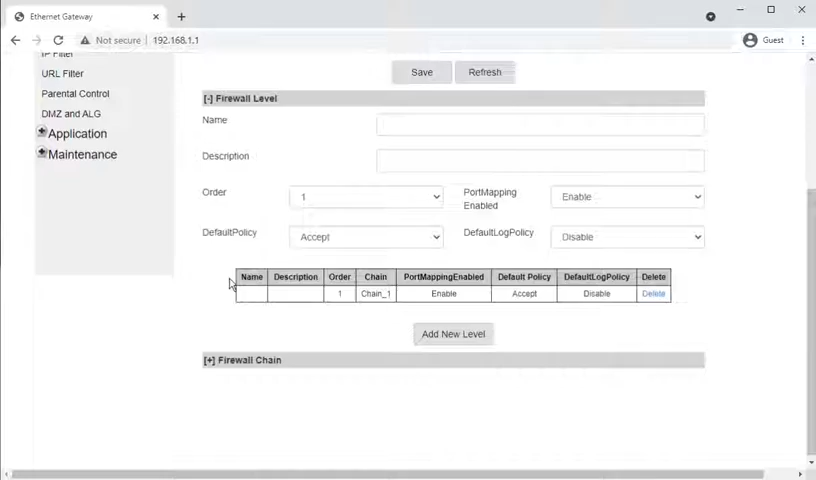 Ethernet Gateway
Not secure
192.168.1.1
Guest
IP Filter
URL Filter
Parental Control
DMZ and ALG
Application
Maintenance
Save
Refresh
[-] Firewall Level
Name
Description
Order
1
PortMapping
Enabled
Enable
DefaultPolicy
Accept
DefaultLogPolicy
Disable
Name Description Order Chain PortMappingEnabled Default Policy DefaultLogPolicy Delete
1 Chain_1 Enable Accept Disable Delete
Add New Level
[+] Firewall Chain